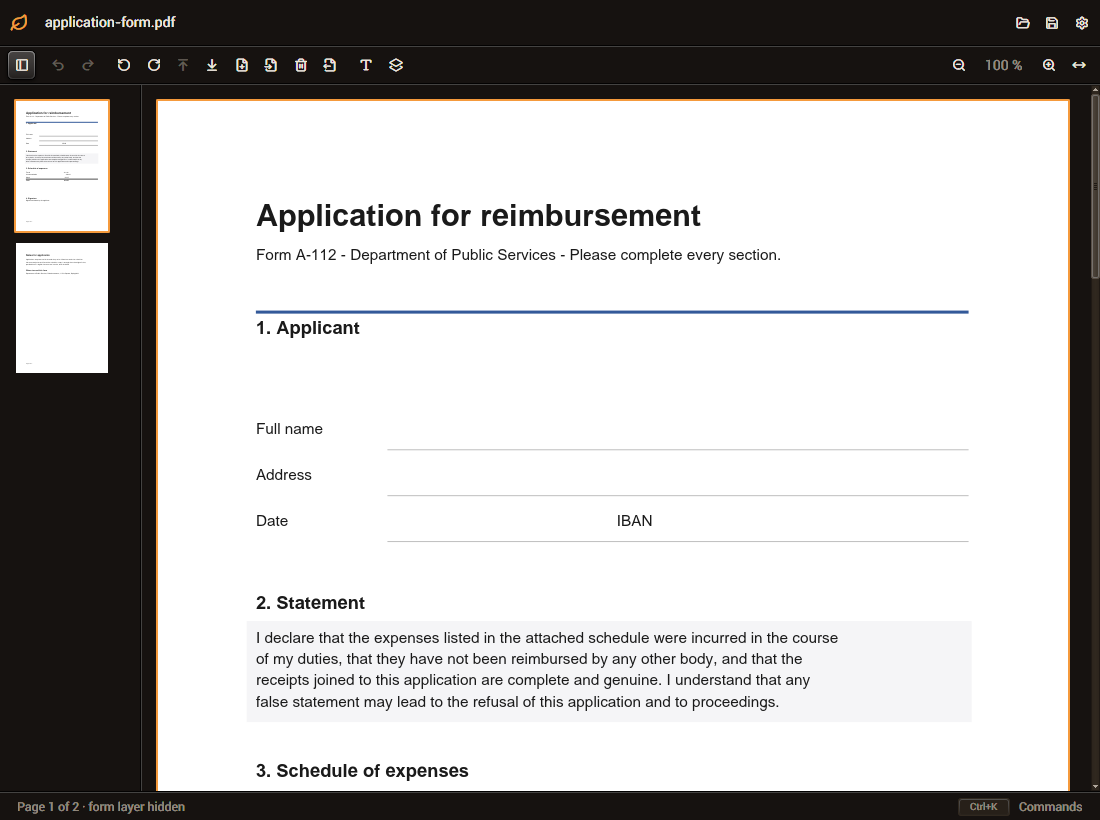 application-form.pdf
100 %
Application for reimbursement
Form A-112 - Department of Public Services - Please complete every section.
1. Applicant
Full name
Address
Date IBAN
2. Statement
I declare that the expenses listed in the attached schedule were incurred in the course
of my duties, that they have not been reimbursed by any other body, and that the
receipts joined to this application are complete and genuine. I understand that any
false statement may lead to the refusal of this application and to proceedings.
3. Schedule of expenses
Page 1 of 2 · form layer hidden
Ctrl+K Commands